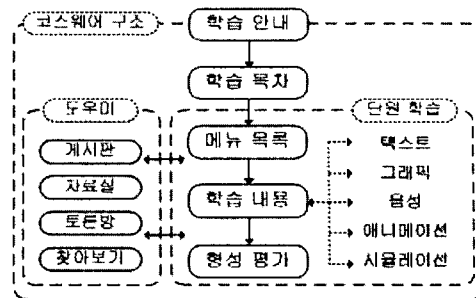 코스웨어 구조
학습 안내
학습 목차
도우미
게시판
자료실
토론방
찾아보기
단원 학습
메뉴 목록
학습 내용
형성 평가
텍스트
그래픽
음성
애니메이션
시뮬레이션